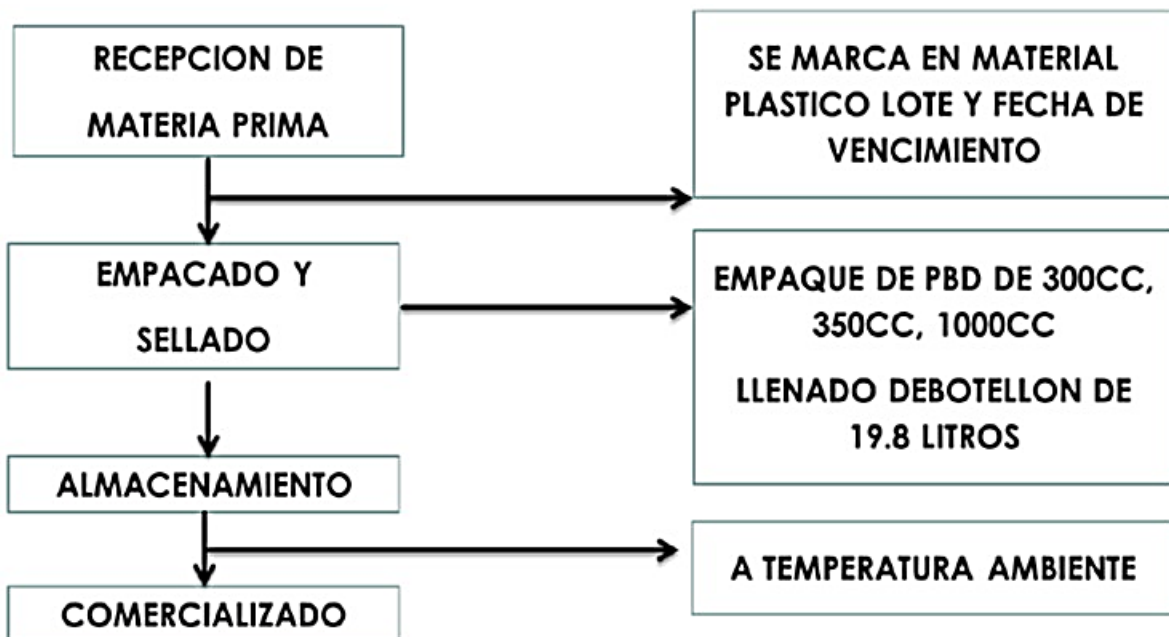 RECEPCION DE
MATERIA PRIMA
SE MARCA EN MATERIAL
PLASTICO LOTE Y FECHA DE
VENCIMIENTO
EMPACADO Y
SELLADO
EMPAQUE DE PBD DE 300CC,
350CC, 1000CC
LLENADO DEBOTELLON DE
19.8 LITROS
ALMACENAMIENTO
A TEMPERATURA AMBIENTE
COMERCIALIZADO